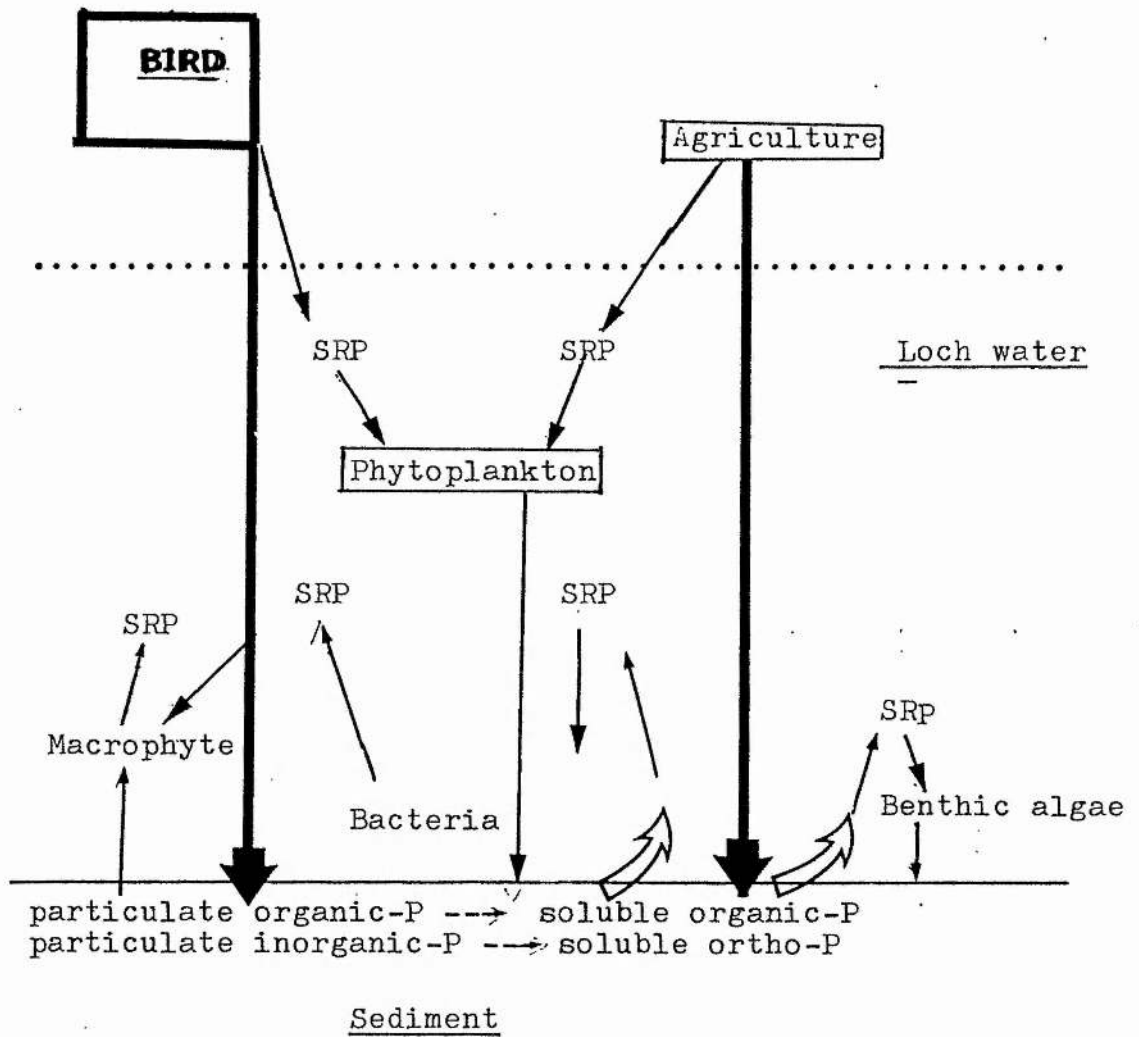 BIRD
Agriculture
SRP
SRP
Loch water
Phytoplankton
SRP
SRP
SRP
SRP
Macrophyte
Bacteria
Benthic algae
particulate organic-P ---> soluble organic-P
particulate inorganic-P ---> soluble ortho-P
Sediment